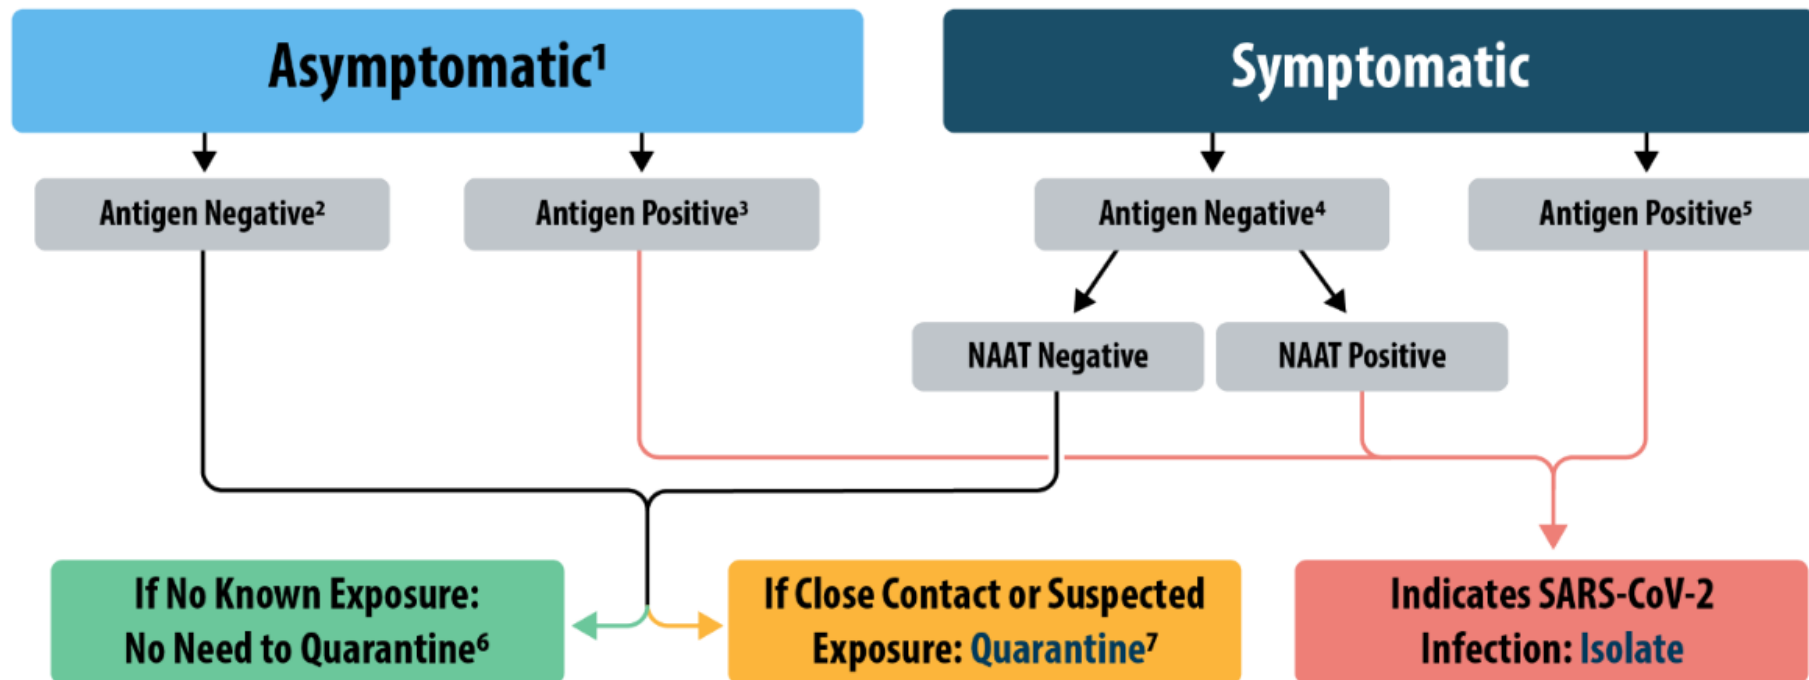 Asymptomatic¹
Symptomatic
Antigen Negative²
Antigen Positive³
Antigen Negative⁴
Antigen Positive⁵
NAAT Negative
NAAT Positive
If No Known Exposure:
No Need to Quarantine⁶
If Close Contact or Suspected
Exposure: Quarantine⁷
Indicates SARS-CoV-2
Infection: Isolate